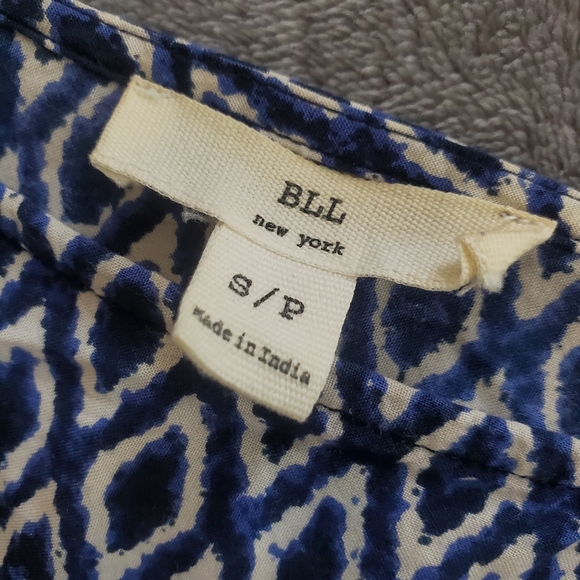 BLL
new york
S/P
Made in India